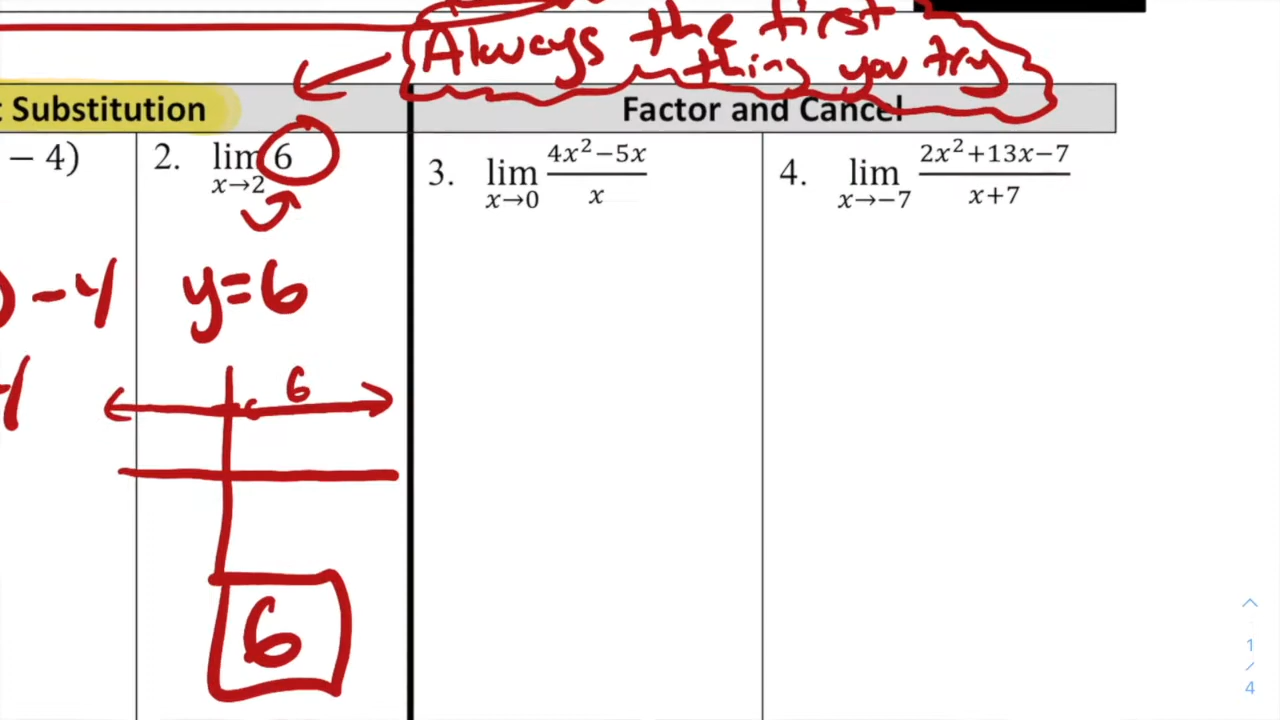 Always the first
thing you try
Substitution
Factor and Cancel
− 4)
2. lim 6
x→2
3. lim 4x²−5x / x
x→0
4. lim 2x²+13x−7 / x+7
x→−7
) −4
y=6
6
6
1
/
4